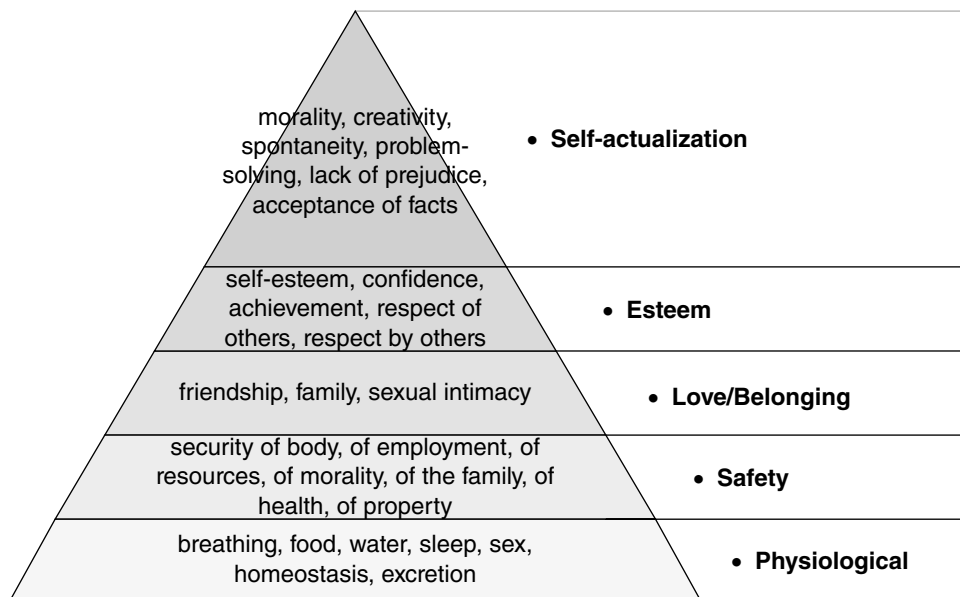 morality, creativity,
spontaneity, problem-
solving, lack of prejudice,
acceptance of facts
• Self-actualization
self-esteem, confidence,
achievement, respect of
others, respect by others
• Esteem
friendship, family, sexual intimacy
• Love/Belonging
security of body, of employment, of
resources, of morality, of the family, of
health, of property
• Safety
breathing, food, water, sleep, sex,
homeostasis, excretion
• Physiological